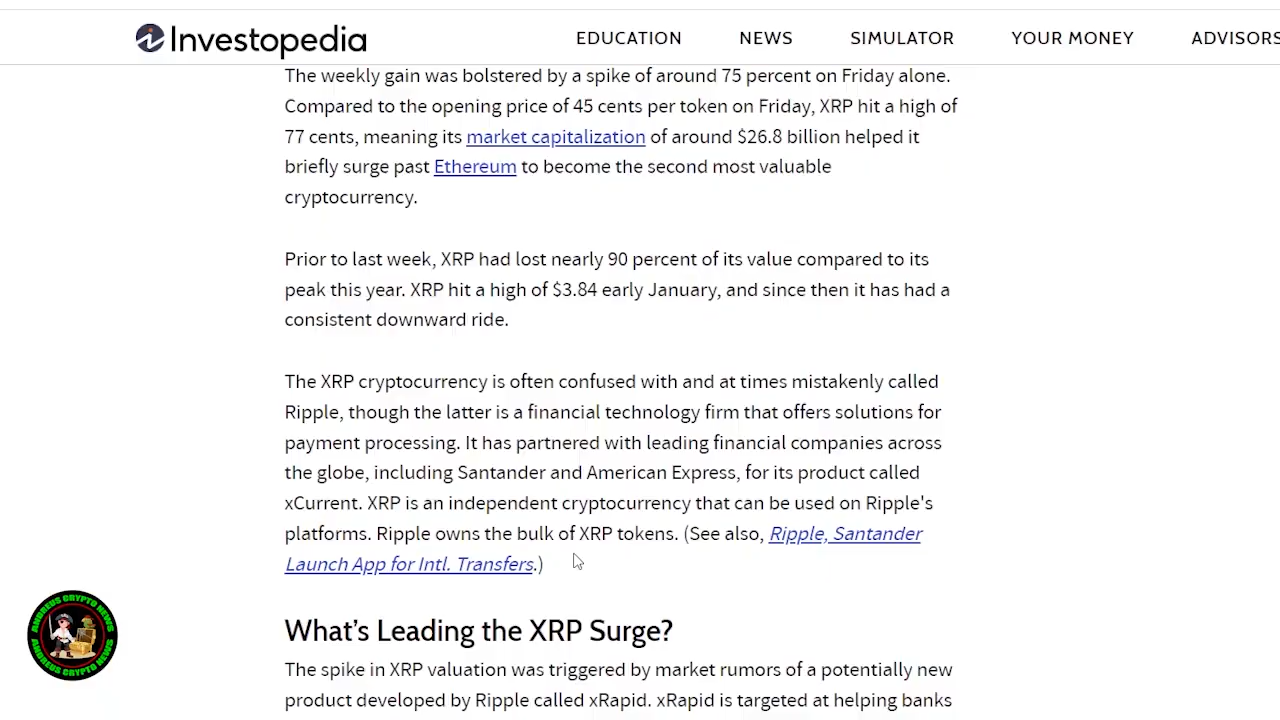 Investopedia
EDUCATION NEWS SIMULATOR YOUR MONEY ADVISORS
The weekly gain was bolstered by a spike of around 75 percent on Friday alone.
Compared to the opening price of 45 cents per token on Friday, XRP hit a high of
77 cents, meaning its market capitalization of around $26.8 billion helped it
briefly surge past Ethereum to become the second most valuable
cryptocurrency.
Prior to last week, XRP had lost nearly 90 percent of its value compared to its
peak this year. XRP hit a high of $3.84 early January, and since then it has had a
consistent downward ride.
The XRP cryptocurrency is often confused with and at times mistakenly called
Ripple, though the latter is a financial technology firm that offers solutions for
payment processing. It has partnered with leading financial companies across
the globe, including Santander and American Express, for its product called
xCurrent. XRP is an independent cryptocurrency that can be used on Ripple's
platforms. Ripple owns the bulk of XRP tokens. (See also, Ripple, Santander
Launch App for Intl. Transfers.)
ANDREUS CRYPTO NEWS
ANDREUS CRYPTO NEWS
What's Leading the XRP Surge?
The spike in XRP valuation was triggered by market rumors of a potentially new
product developed by Ripple called xRapid. xRapid is targeted at helping banks